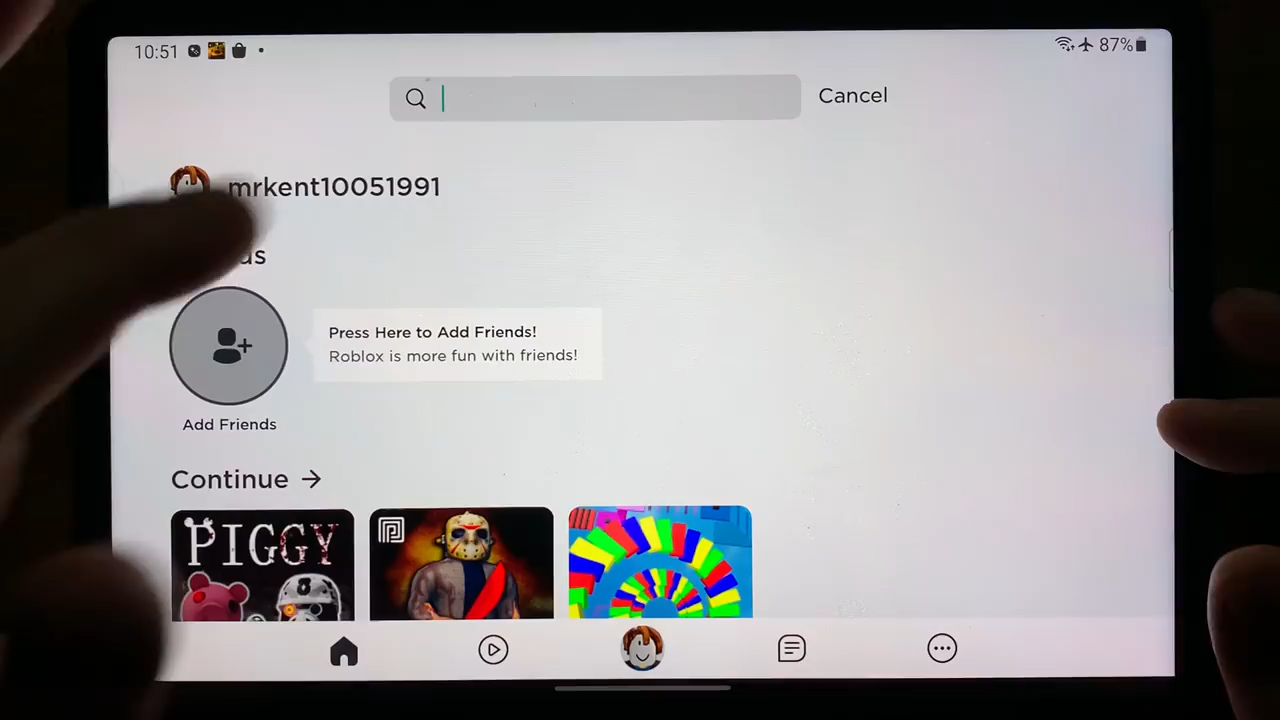 10:51
87%
Cancel
mrkent10051991
Press Here to Add Friends!
Roblox is more fun with friends!
Add Friends
Continue →
PIGGY